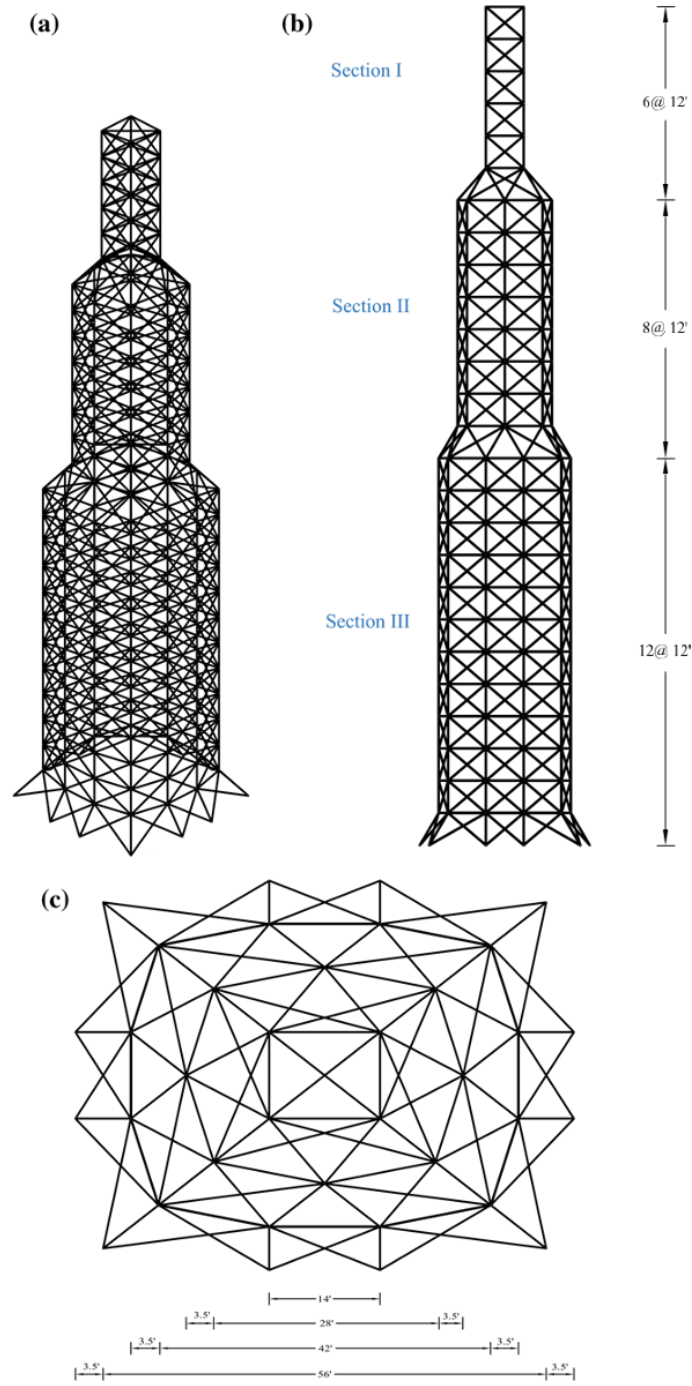 (a)
(b)
Section I
6@ 12'
Section II
8@ 12'
Section III
12@ 12'
(c)
14'
3.5' 28' 3.5'
3.5' 42' 3.5'
3.5' 56' 3.5'